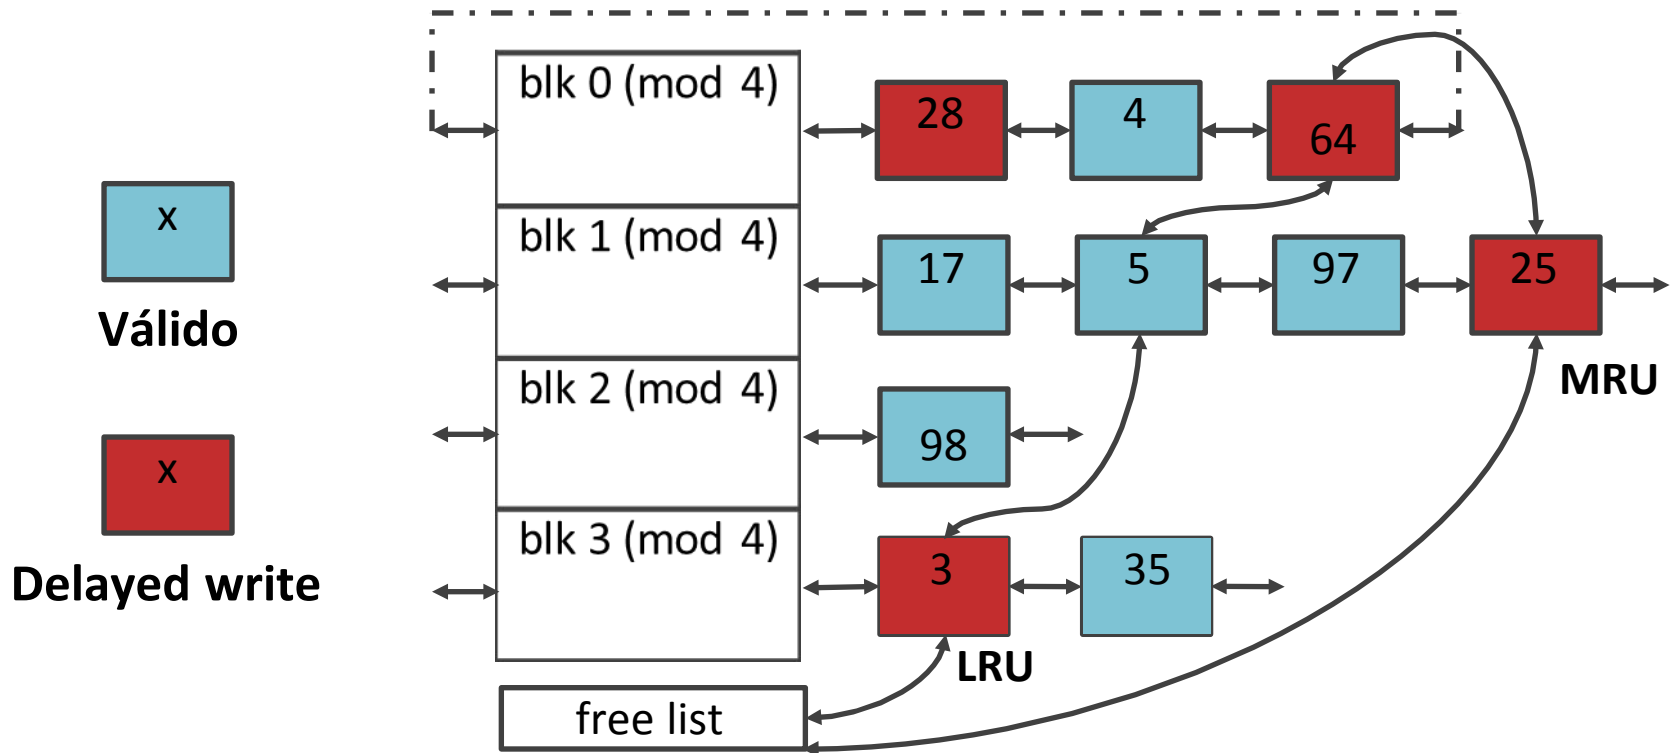 x
Válido
x
Delayed write
blk 0 (mod 4)
28
4
64
blk 1 (mod 4)
17
5
97
25
MRU
blk 2 (mod 4)
98
blk 3 (mod 4)
3
35
LRU
free list